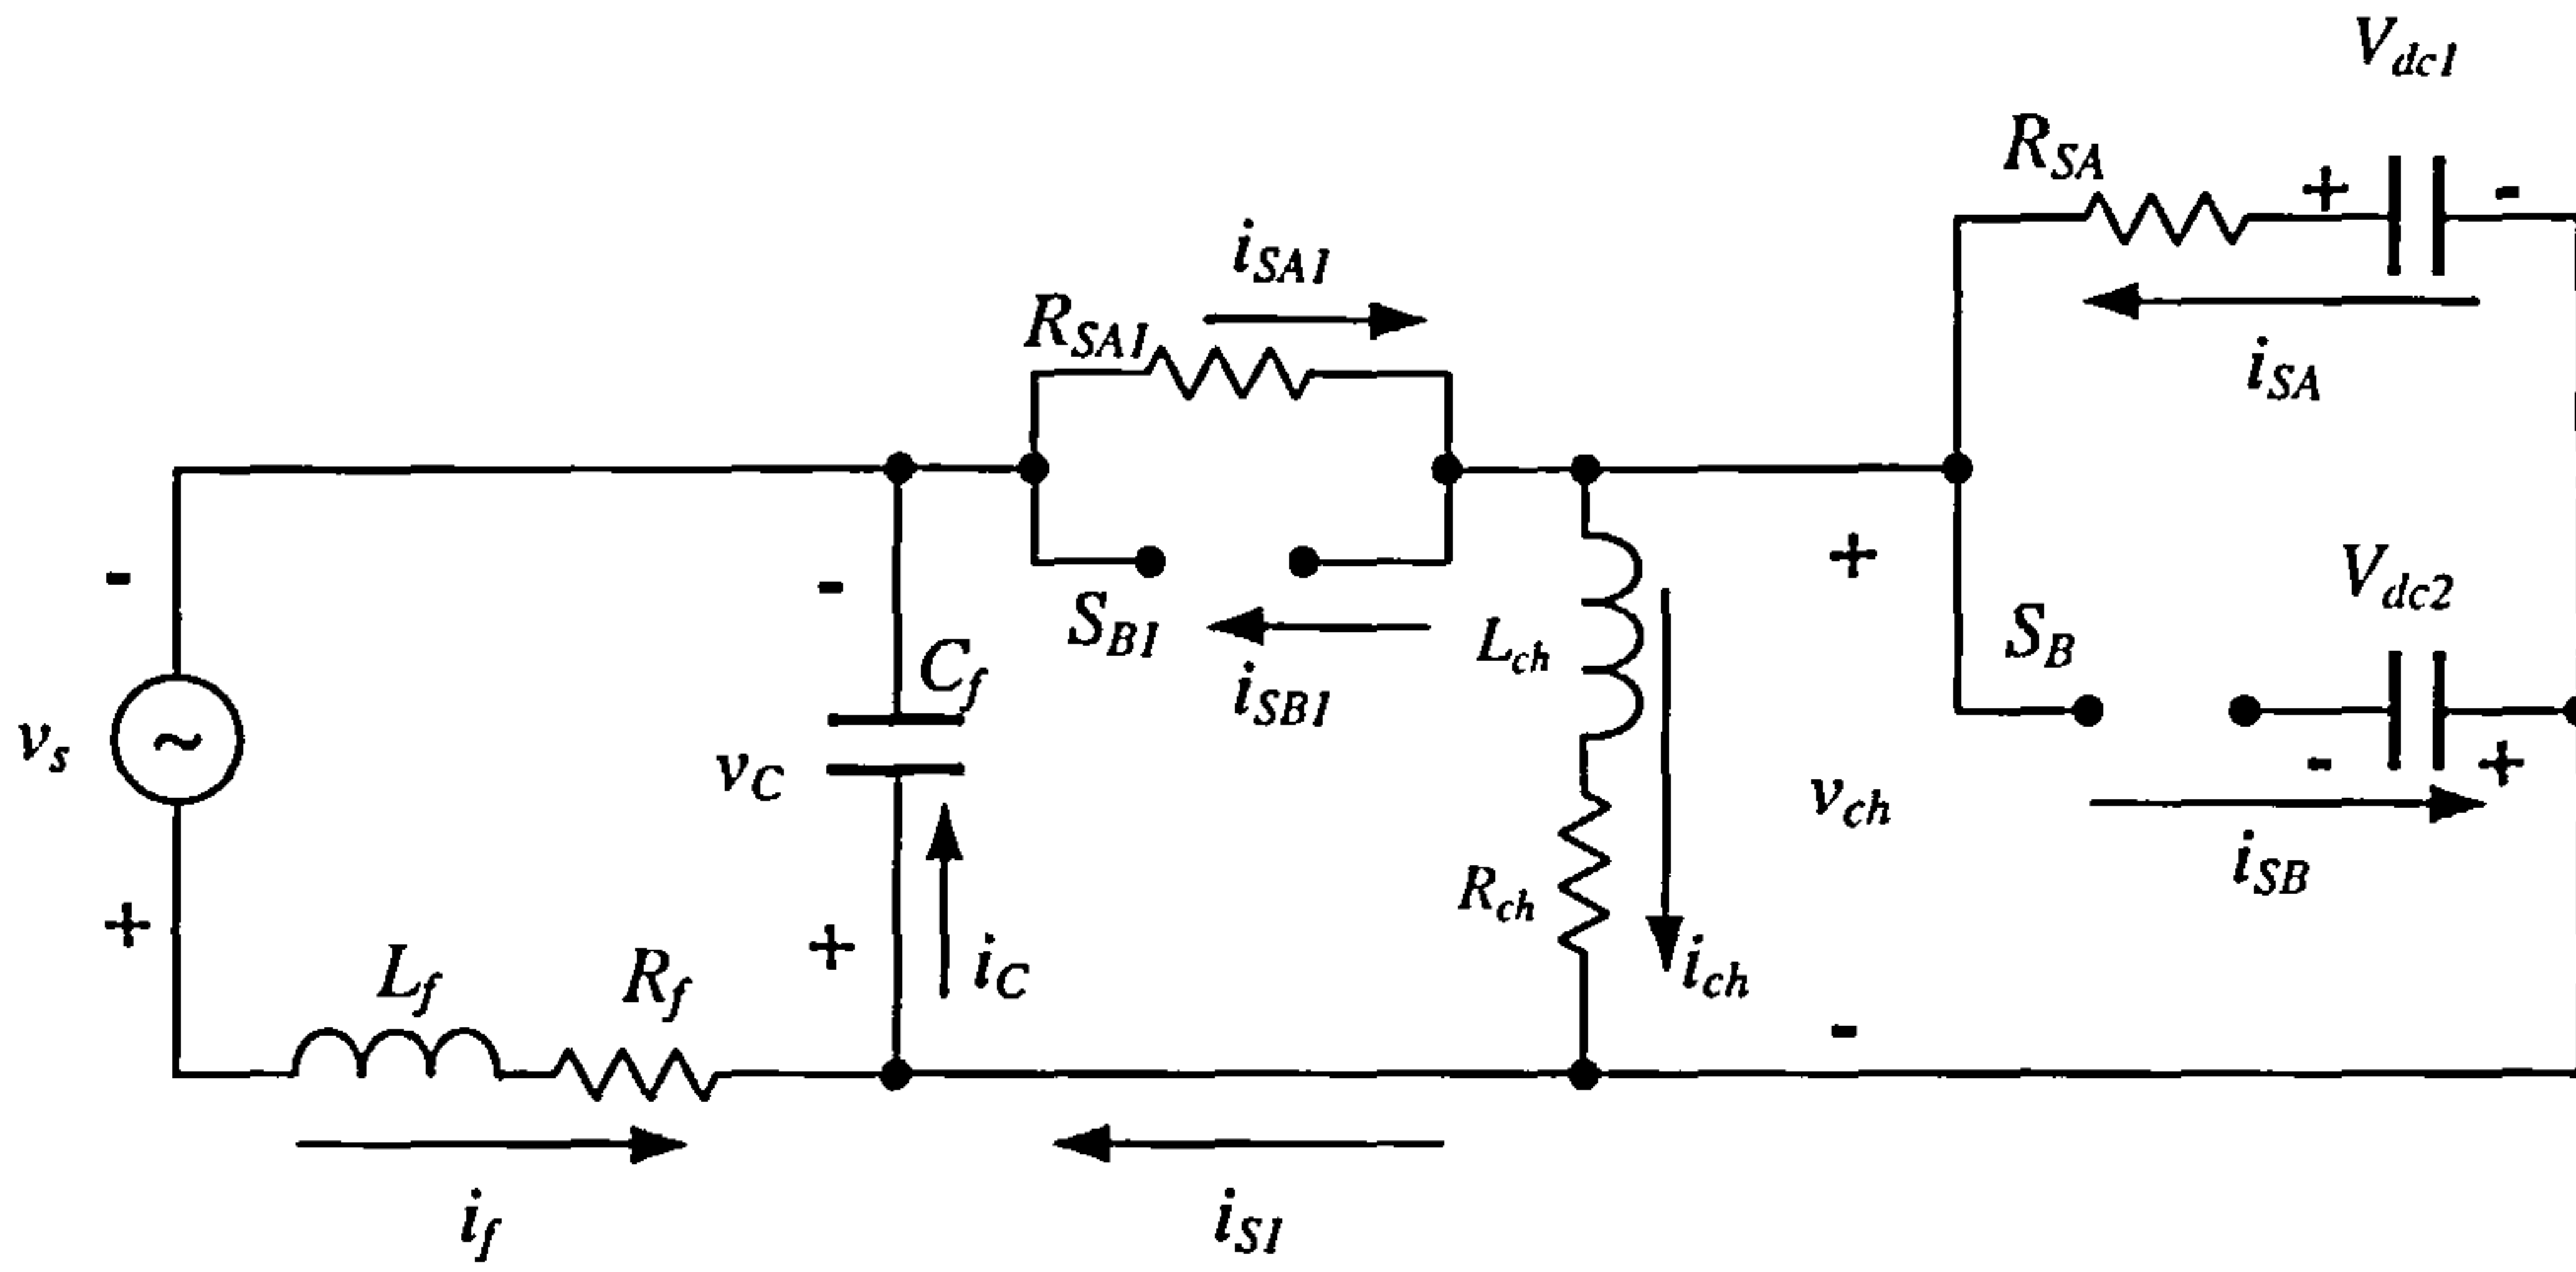 V_dc1
R_SA
+ -
i_SA1
R_SA1
i_SA
- - +
V_dc2
S_B1
S_B
C_f
L_ch
i_SB1
v_s
v_C
- +
v_ch
i_SB
R_ch
+ +
L_f
R_f
i_C
i_ch
-
i_f
i_S1
~